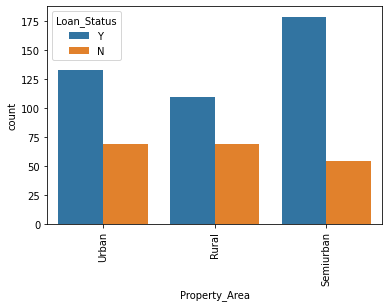 Loan_Status
Y
N
175
150
125
100
75
50
25
0
count
Urban
Rural
Semiurban
Property_Area